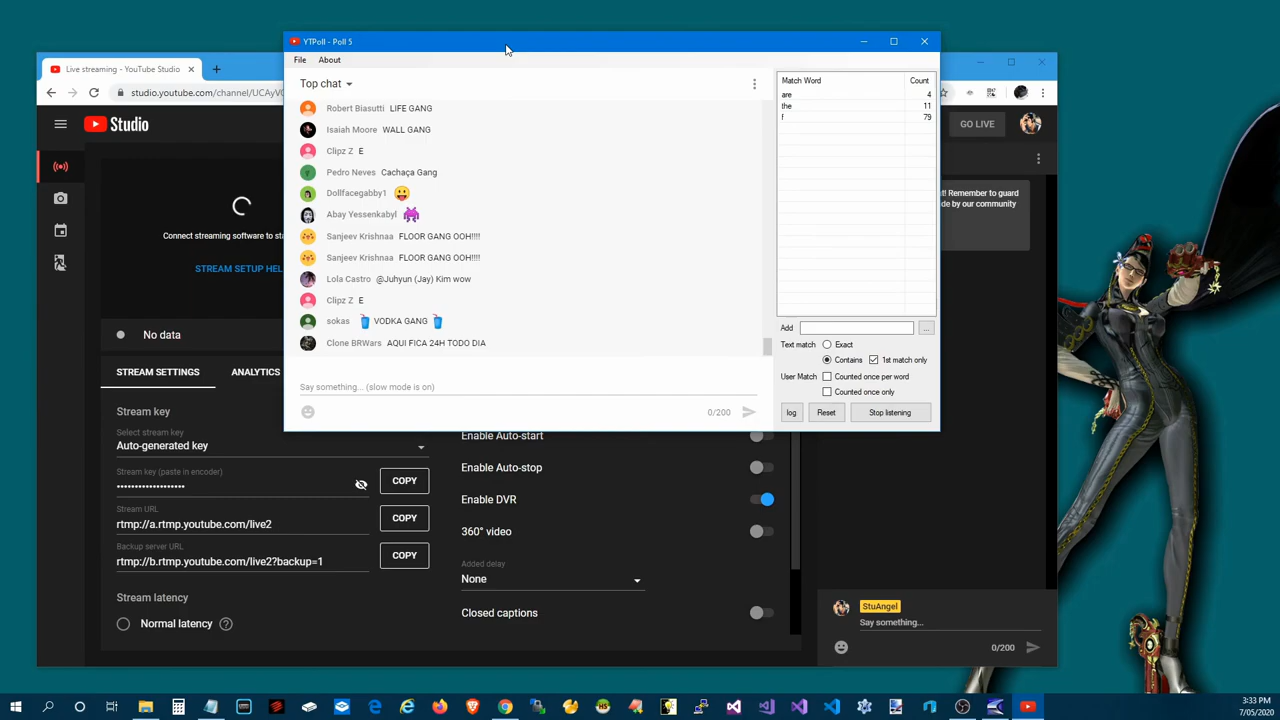 YTPoll - Poll 5
File About
Top chat
Robert Biasutti LIFE GANG
Isaiah Moore WALL GANG
Clipz Z E
Pedro Neves Cachaça Gang
Dollfacegabby1 😛
Abay Yessenkabyl 👾
Sanjeev Krishnaa FLOOR GANG OOH!!!!
Sanjeev Krishnaa FLOOR GANG OOH!!!!
Lola Castro @Juhyun (Jay) Kim wow
Clipz Z E
sokas 🥤 VODKA GANG 🥤
Clone BRWars AQUI FICA 24H TODO DIA
Say something... (slow mode is on)
0/200
Match Word Count
are 4
the 11
f 79
Add ...
Text match Exact
Contains 1st match only
User Match Counted once per word
Counted once only
log Reset Stop listening
Live streaming - YouTube Studio
studio.youtube.com/channel/UCAyV
Studio
GO LIVE
Connect streaming software to sta
STREAM SETUP HEL
at! Remember to guard
de by our community
No data
STREAM SETTINGS ANALYTICS
Stream key
Select stream key
Auto-generated key
Stream key (paste in encoder)
••••••••••••••••••• COPY
Stream URL
rtmp://a.rtmp.youtube.com/live2 COPY
Backup server URL
rtmp://b.rtmp.youtube.com/live2?backup=1 COPY
Stream latency
Normal latency
Enable Auto-start
Enable Auto-stop
Enable DVR
360° video
Added delay
None
Closed captions
StuAngel
Say something...
0/200
3:33 PM
7/05/2020